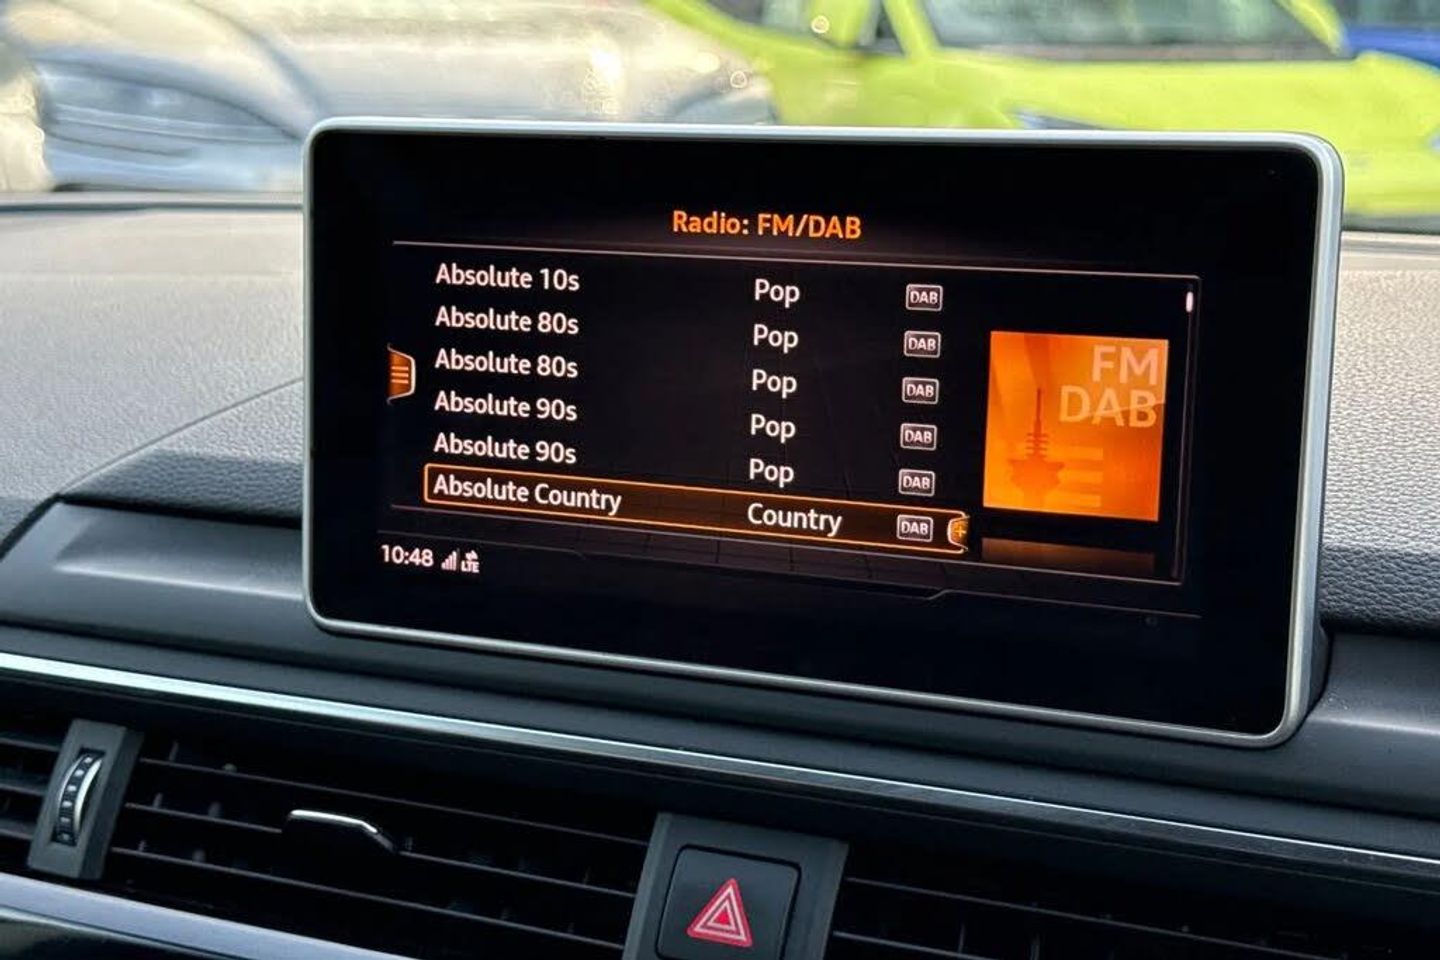 Radio: FM/DAB
Absolute 10s Pop DAB
Absolute 80s Pop DAB
Absolute 80s Pop DAB
Absolute 90s Pop DAB
Absolute 90s Pop DAB
Absolute Country Country DAB
FM
DAB
10:48 LTE